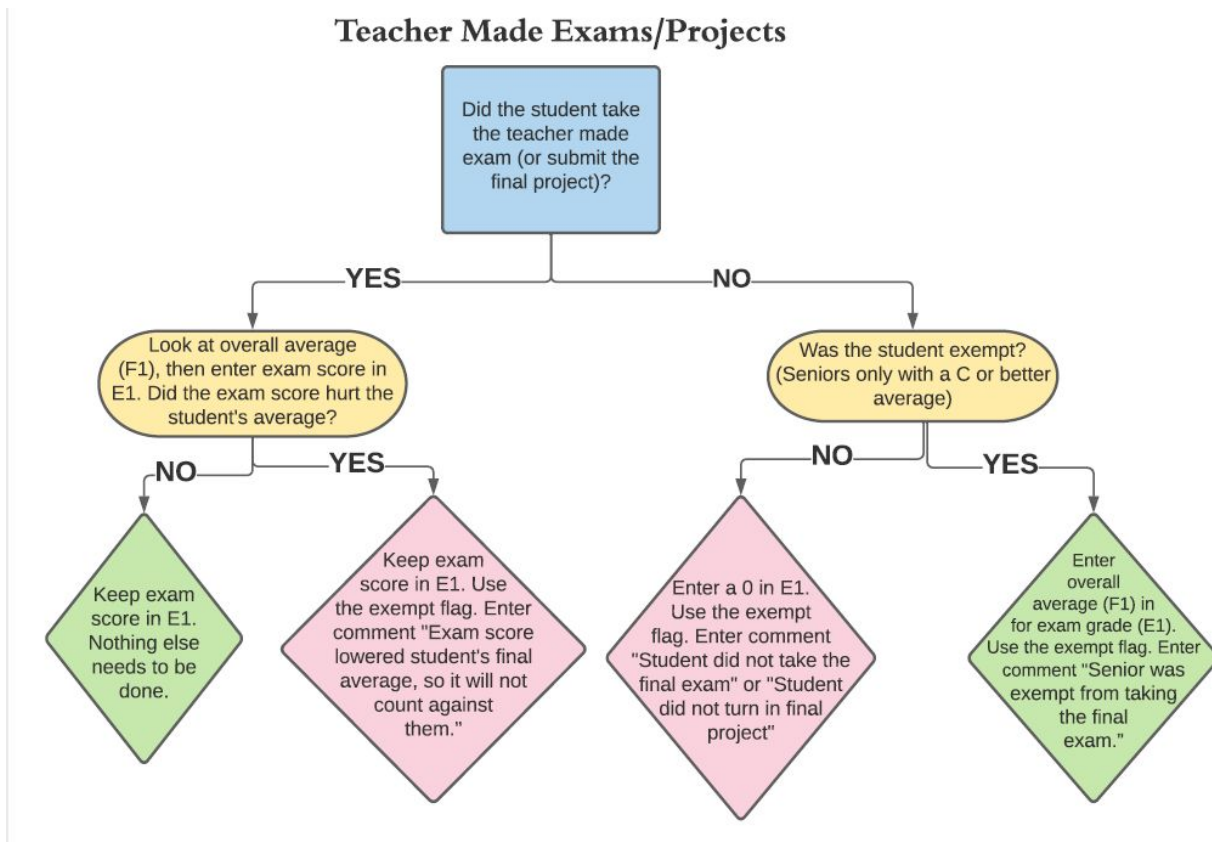 Teacher Made Exams/Projects
Did the student take
the teacher made
exam (or submit the
final project)?
YES
NO
Look at overall average
(F1), then enter exam score in
E1. Did the exam score hurt the
student's average?
Was the student exempt?
(Seniors only with a C or better
average)
NO
YES
NO
YES
Keep exam
score in E1.
Nothing else
needs to be
done.
Keep exam
score in E1. Use
the exempt flag. Enter
comment "Exam score
lowered student's final
average, so it will not
count against
them."
Enter a 0 in E1.
Use the exempt
flag. Enter comment
"Student did not take the
final exam" or "Student
did not turn in final
project"
Enter
overall
average (F1) in
for exam grade (E1).
Use the exempt flag. Enter
comment "Senior was
exempt from taking
the final
exam.”